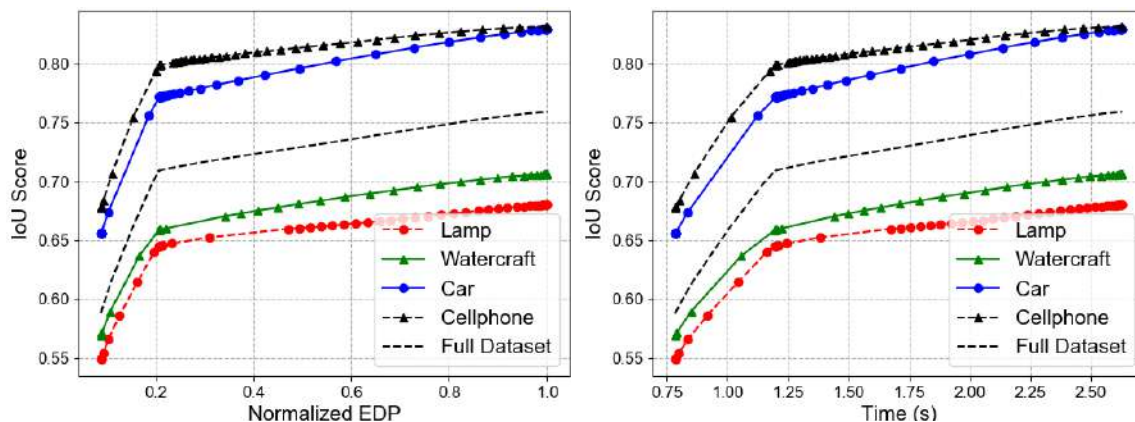 IoU Score
0.80
0.75
0.70
0.65
0.60
0.55
0.2
0.4
0.6
0.8
1.0
Normalized EDP
Lamp
Watercraft
Car
Cellphone
Full Dataset
IoU Score
0.80
0.75
0.70
0.65
0.60
0.55
0.75
1.00
1.25
1.50
1.75
2.00
2.25
2.50
Time (s)
Lamp
Watercraft
Car
Cellphone
Full Dataset